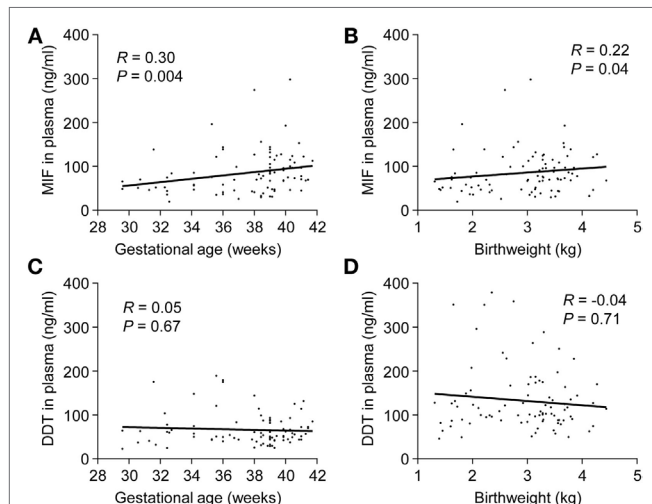 A
R = 0.30
P = 0.004
MIF in plasma (ng/ml)
400
300
200
100
0
28 30 32 34 36 38 40 42
Gestational age (weeks)
B
R = 0.22
P = 0.04
MIF in plasma (ng/ml)
400
300
200
100
0
1 2 3 4 5
Birthweight (kg)
C
R = 0.05
P = 0.67
DDT in plasma (ng/ml)
400
300
200
100
0
28 30 32 34 36 38 40 42
Gestational age (weeks)
D
R = -0.04
P = 0.71
DDT in plasma (ng/ml)
400
300
200
100
0
1 2 3 4 5
Birthweight (kg)